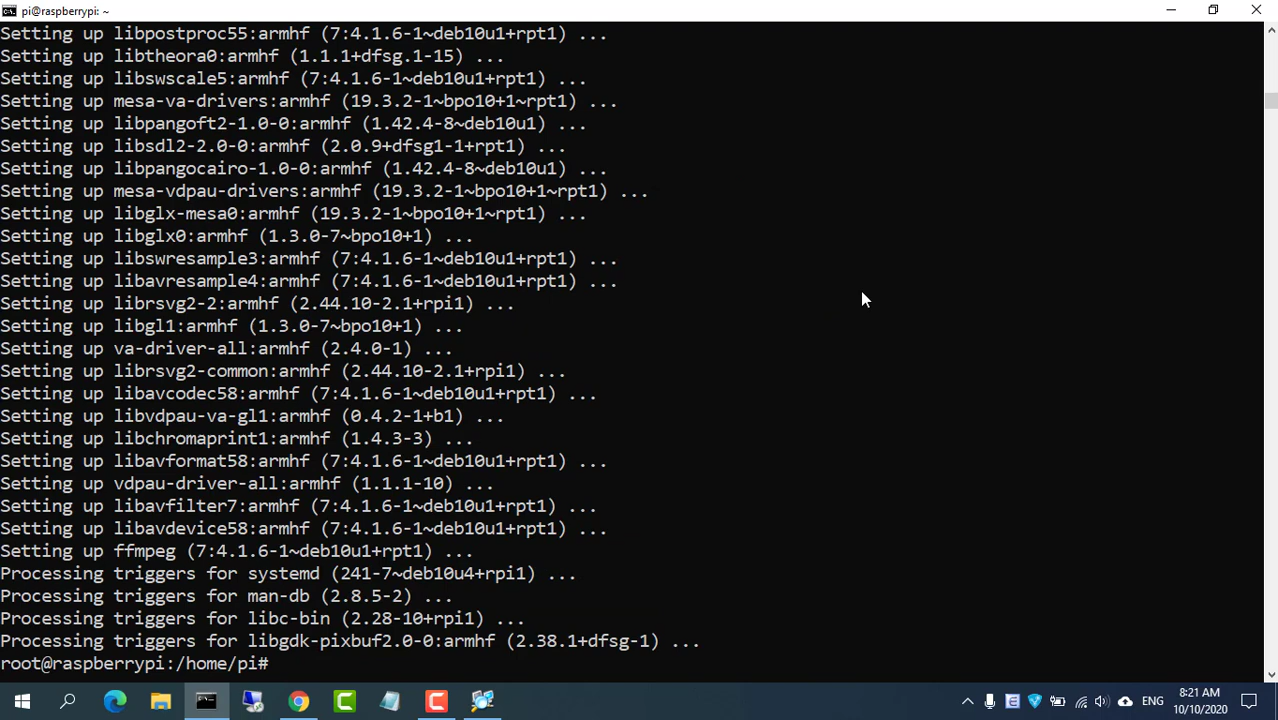 pi@raspberrypi: ~
Setting up libpostproc55:armhf (7:4.1.6-1~deb10u1+rpt1) ...
Setting up libtheora0:armhf (1.1.1+dfsg.1-15) ...
Setting up libswscale5:armhf (7:4.1.6-1~deb10u1+rpt1) ...
Setting up mesa-va-drivers:armhf (19.3.2-1~bpo10+1~rpt1) ...
Setting up libpangoft2-1.0-0:armhf (1.42.4-8~deb10u1) ...
Setting up libsdl2-2.0-0:armhf (2.0.9+dfsg1-1+rpt1) ...
Setting up libpangocairo-1.0-0:armhf (1.42.4-8~deb10u1) ...
Setting up mesa-vdpau-drivers:armhf (19.3.2-1~bpo10+1~rpt1) ...
Setting up libglx-mesa0:armhf (19.3.2-1~bpo10+1~rpt1) ...
Setting up libglx0:armhf (1.3.0-7~bpo10+1) ...
Setting up libswresample3:armhf (7:4.1.6-1~deb10u1+rpt1) ...
Setting up libavresample4:armhf (7:4.1.6-1~deb10u1+rpt1) ...
Setting up librsvg2-2:armhf (2.44.10-2.1+rpi1) ...
Setting up libgl1:armhf (1.3.0-7~bpo10+1) ...
Setting up va-driver-all:armhf (2.4.0-1) ...
Setting up librsvg2-common:armhf (2.44.10-2.1+rpi1) ...
Setting up libavcodec58:armhf (7:4.1.6-1~deb10u1+rpt1) ...
Setting up libvdpau-va-gl1:armhf (0.4.2-1+b1) ...
Setting up libchromaprint1:armhf (1.4.3-3) ...
Setting up libavformat58:armhf (7:4.1.6-1~deb10u1+rpt1) ...
Setting up vdpau-driver-all:armhf (1.1.1-10) ...
Setting up libavfilter7:armhf (7:4.1.6-1~deb10u1+rpt1) ...
Setting up libavdevice58:armhf (7:4.1.6-1~deb10u1+rpt1) ...
Setting up ffmpeg (7:4.1.6-1~deb10u1+rpt1) ...
Processing triggers for systemd (241-7~deb10u4+rpi1) ...
Processing triggers for man-db (2.8.5-2) ...
Processing triggers for libc-bin (2.28-10+rpi1) ...
Processing triggers for libgdk-pixbuf2.0-0:armhf (2.38.1+dfsg-1) ...
root@raspberrypi:/home/pi#
ENG
8:21 AM
10/10/2020